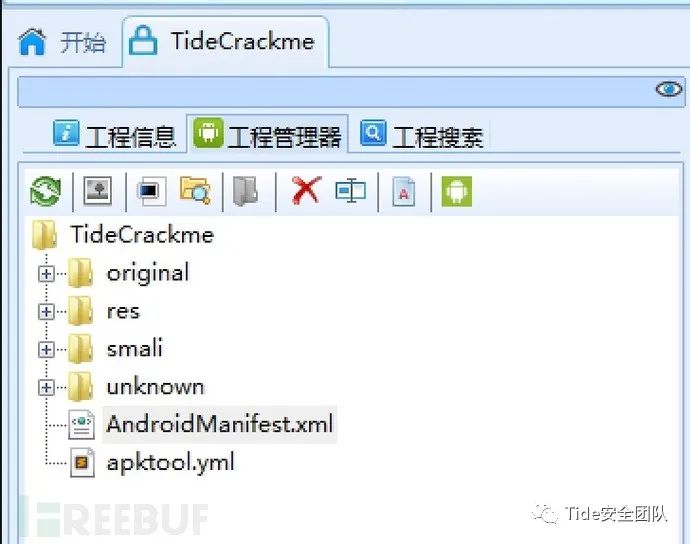 开始 TideCrackme
工程信息 工程管理器 工程搜索
TideCrackme
original
res
smali
unknown
AndroidManifest.xml
apktool.yml
FREEBUF Tide安全团队